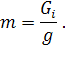 m = G_i / g .